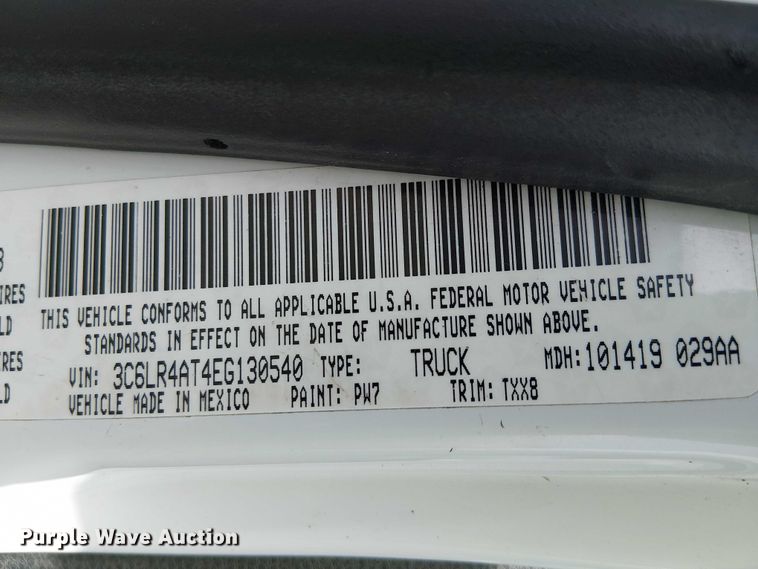 THIS VEHICLE CONFORMS TO ALL APPLICABLE U.S.A. FEDERAL MOTOR VEHICLE SAFETY
STANDARDS IN EFFECT ON THE DATE OF MANUFACTURE SHOWN ABOVE.
VIN: 3C6LR4AT4EG130540 TYPE: TRUCK MDH: 101419 029AA
VEHICLE MADE IN MEXICO PAINT: PW7 TRIM: TXX8
Purple Wave Auction